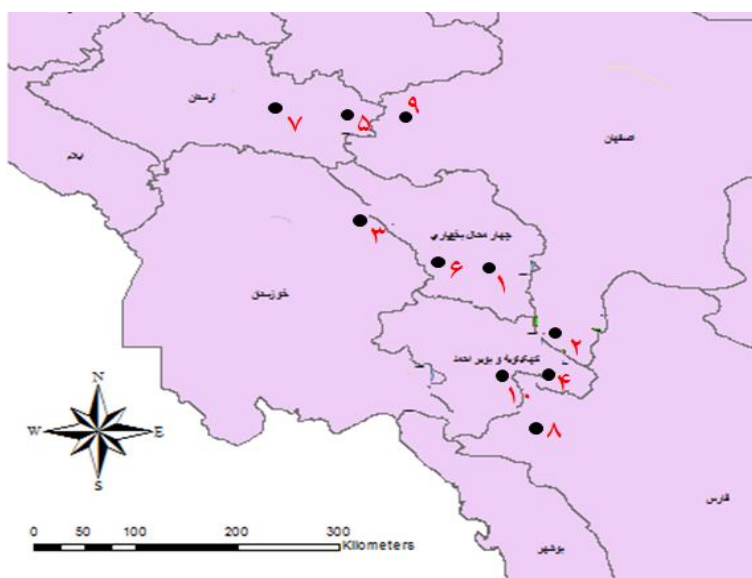 لرستان
۷
۵
۹
اصفهان
ایلام
چهار محال بختیاری
۳
۶
۱
خوزستان
۲
کهکیلویه و بویر احمد
۴
۱۰
۸
فارس
بوشهر
N
W E
S
0 50 100 200 300
Kilometers